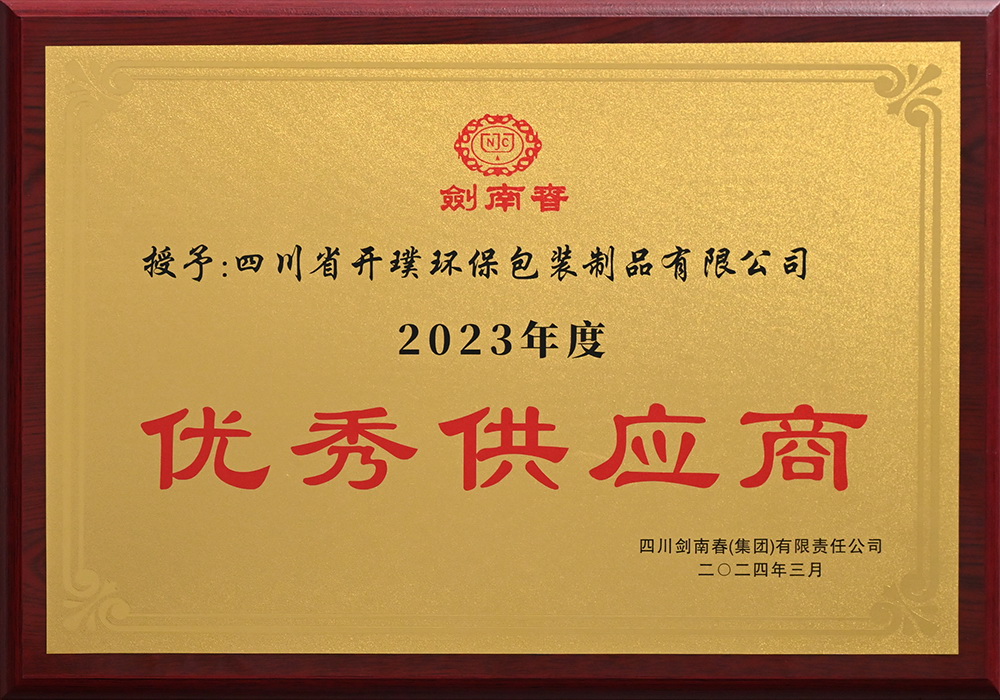 NJC
劍南春
授予:四川省开璞环保包装制品有限公司
2023年度
优秀供应商
四川剑南春(集团)有限责任公司
二〇二四年三月